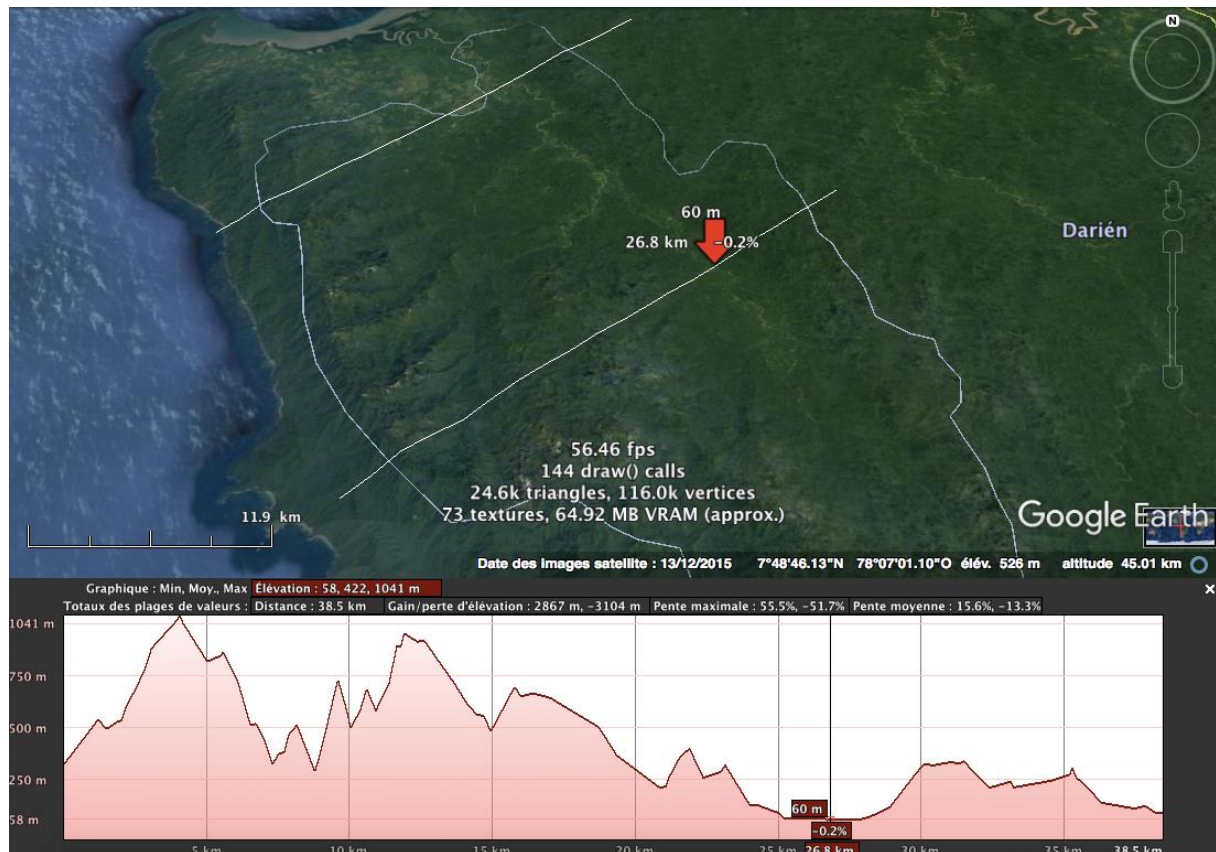 N
60 m
26.8 km -0.2%
Darién
56.46 fps
144 draw() calls
24.6k triangles, 116.0k vertices
73 textures, 64.92 MB VRAM (approx.)
11.9 km
Google Earth
Date des images satellite : 13/12/2015 7°48'46.13"N 78°07'01.10"O élév. 526 m altitude 45.01 km
Graphique : Min, Moy., Max Élévation : 58, 422, 1041 m
Totaux des plages de valeurs : Distance : 38.5 km Gain/perte d'élévation : 2867 m, -3104 m Pente maximale : 55.5%, -51.7% Pente moyenne : 15.6%, -13.3%
1041 m
750 m
500 m
250 m
60 m
58 m
-0.2%
5 km 10 km 15 km 20 km 25 km 26.8 km 30 km 35 km 38.5 km